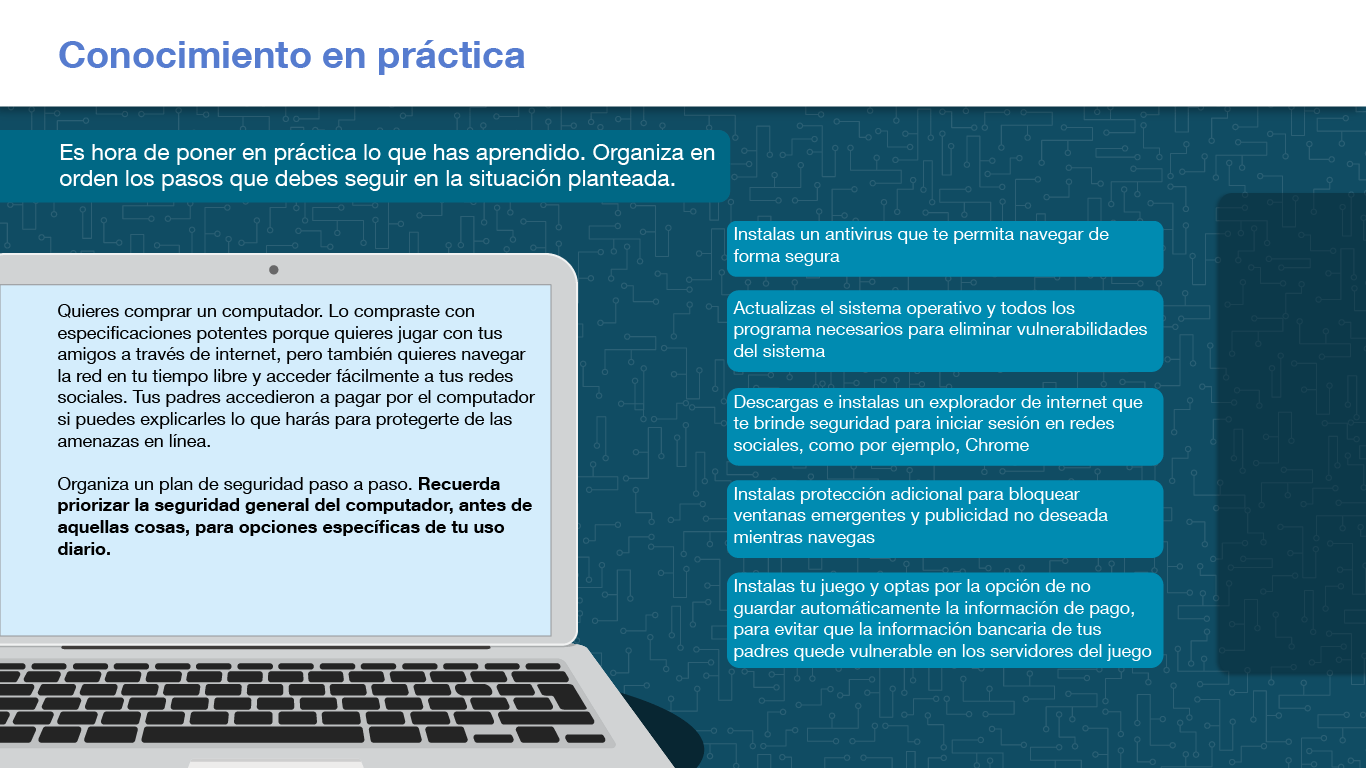 Conocimiento en práctica
Es hora de poner en práctica lo que has aprendido. Organiza en
orden los pasos que debes seguir en la situación planteada.
Quieres comprar un computador. Lo compraste con
especificaciones potentes porque quieres jugar con tus
amigos a través de internet, pero también quieres navegar
la red en tu tiempo libre y acceder fácilmente a tus redes
sociales. Tus padres accedieron a pagar por el computador
si puedes explicarles lo que harás para protegerte de las
amenazas en línea.
Organiza un plan de seguridad paso a paso. Recuerda
priorizar la seguridad general del computador, antes de
aquellas cosas, para opciones específicas de tu uso
diario.
Instalas un antivirus que te permita navegar de
forma segura
Actualizas el sistema operativo y todos los
programa necesarios para eliminar vulnerabilidades
del sistema
Descargas e instalas un explorador de internet que
te brinde seguridad para iniciar sesión en redes
sociales, como por ejemplo, Chrome
Instalas protección adicional para bloquear
ventanas emergentes y publicidad no deseada
mientras navegas
Instalas tu juego y optas por la opción de no
guardar automáticamente la información de pago,
para evitar que la información bancaria de tus
padres quede vulnerable en los servidores del juego